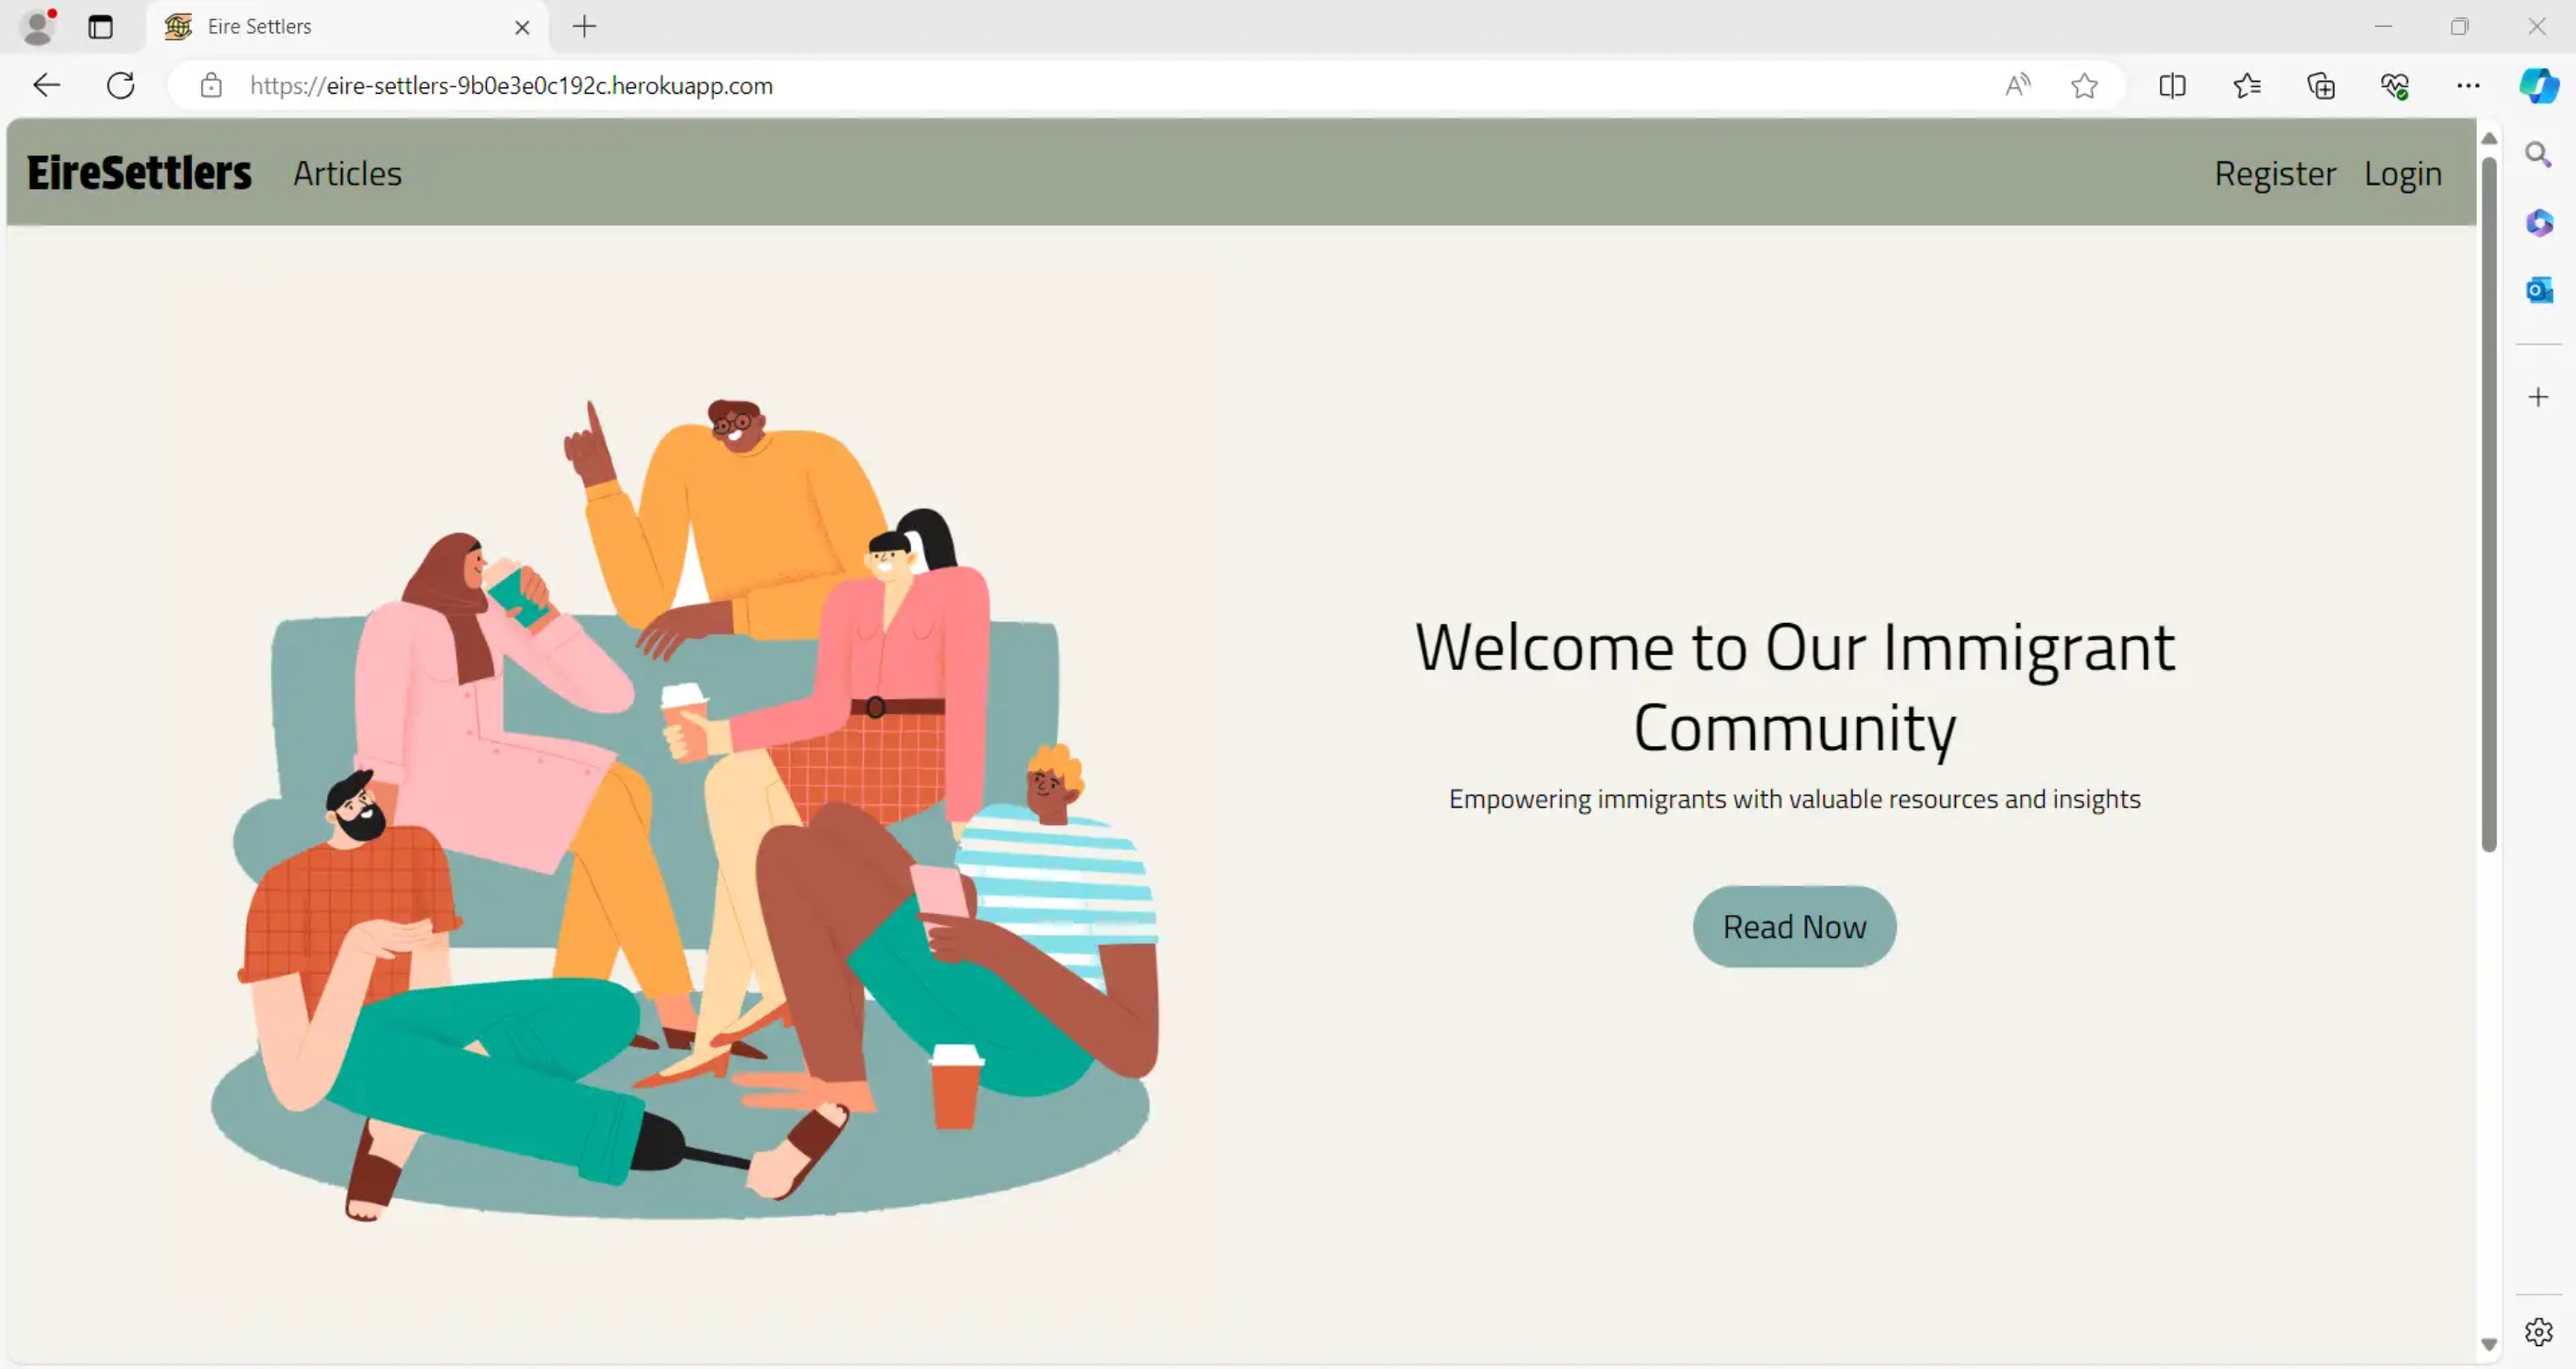 Eire Settlers
https://eire-settlers-9b0e3e0c192c.herokuapp.com
EireSettlers Articles Register Login
Welcome to Our Immigrant
Community
Empowering immigrants with valuable resources and insights
Read Now